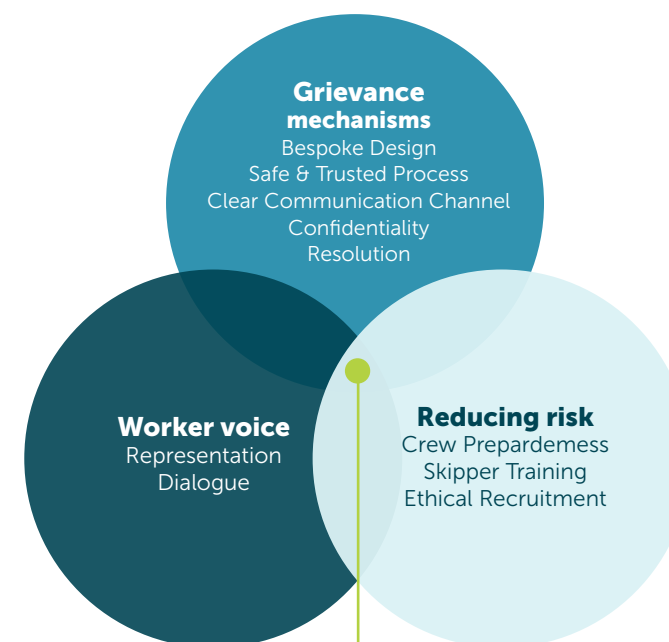 Grievance
mechanisms
Bespoke Design
Safe & Trusted Process
Clear Communication Channel
Confidentiality
Resolution
Worker voice
Representation
Dialogue
Reducing risk
Crew Prepardemess
Skipper Training
Ethical Recruitment